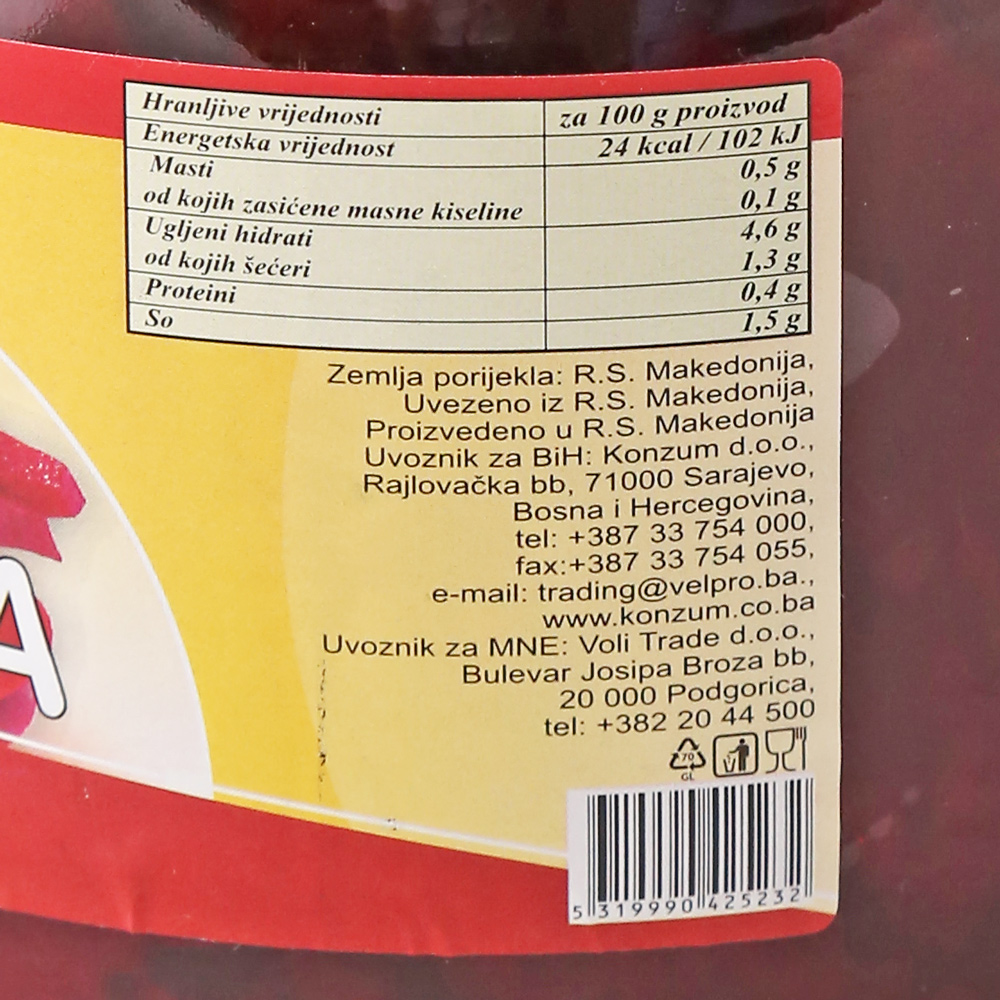 Hranljive vrijednosti za 100 g proizvod
Energetska vrijednost 24 kcal / 102 kJ
Masti 0,5 g
od kojih zasićene masne kiseline 0,1 g
Ugljeni hidrati 4,6 g
od kojih šećeri 1,3 g
Proteini 0,4 g
So 1,5 g
Zemlja porijekla: R.S. Makedonija,
Uvezeno iz R.S. Makedonija,
Proizvedeno u R.S. Makedonija
Uvoznik za BiH: Konzum d.o.o.,
Rajlovačka bb, 71000 Sarajevo,
Bosna i Hercegovina,
tel: +387 33 754 000,
fax:+387 33 754 055,
e-mail: trading@velpro.ba.,
www.konzum.co.ba
Uvoznik za MNE: Voli Trade d.o.o.,
Bulevar Josipa Broza bb,
20 000 Podgorica,
tel: +382 20 44 500
70
GL
A
5 319990 425232